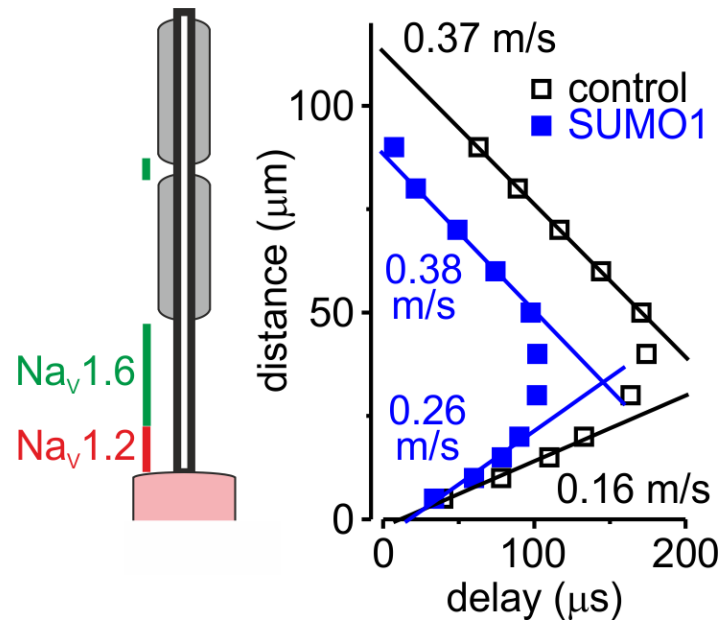 Nav1.6
Nav1.2
0.37 m/s
control
SUMO1
0.38
m/s
0.26
m/s
0.16 m/s
distance (μm)
100
50
0
0
100
200
delay (μs)